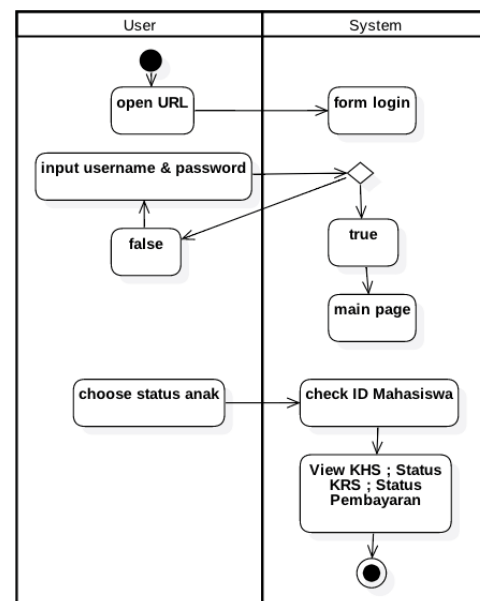 User
System
open URL
form login
input username & password
false
true
main page
choose status anak
check ID Mahasiswa
View KHS ; Status
KRS ; Status
Pembayaran